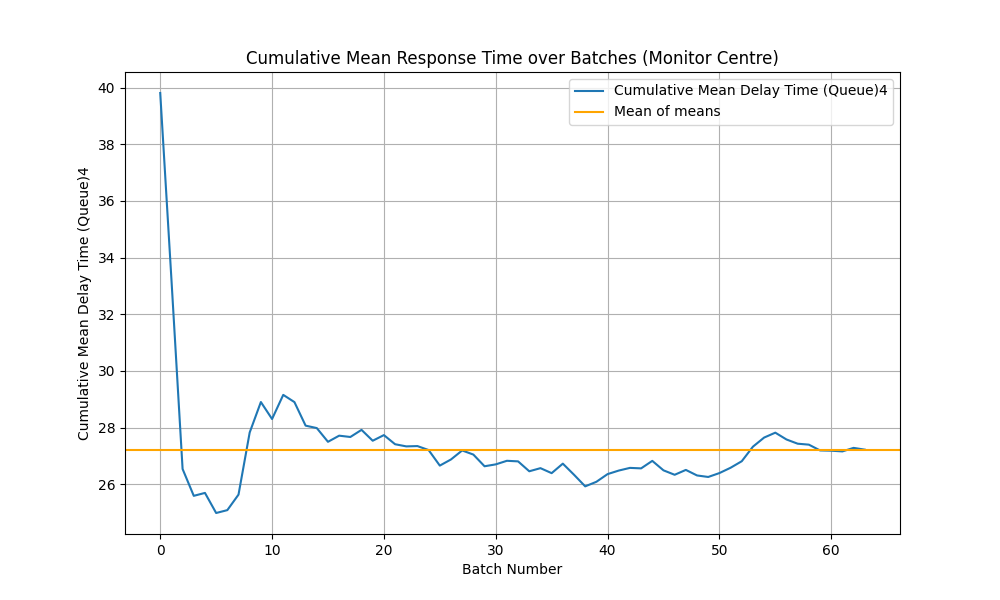 Cumulative Mean Response Time over Batches (Monitor Centre)
Cumulative Mean Delay Time (Queue)4
Mean of means
Cumulative Mean Delay Time (Queue)4
40
38
36
34
32
30
28
26
0 10 20 30 40 50 60
Batch Number